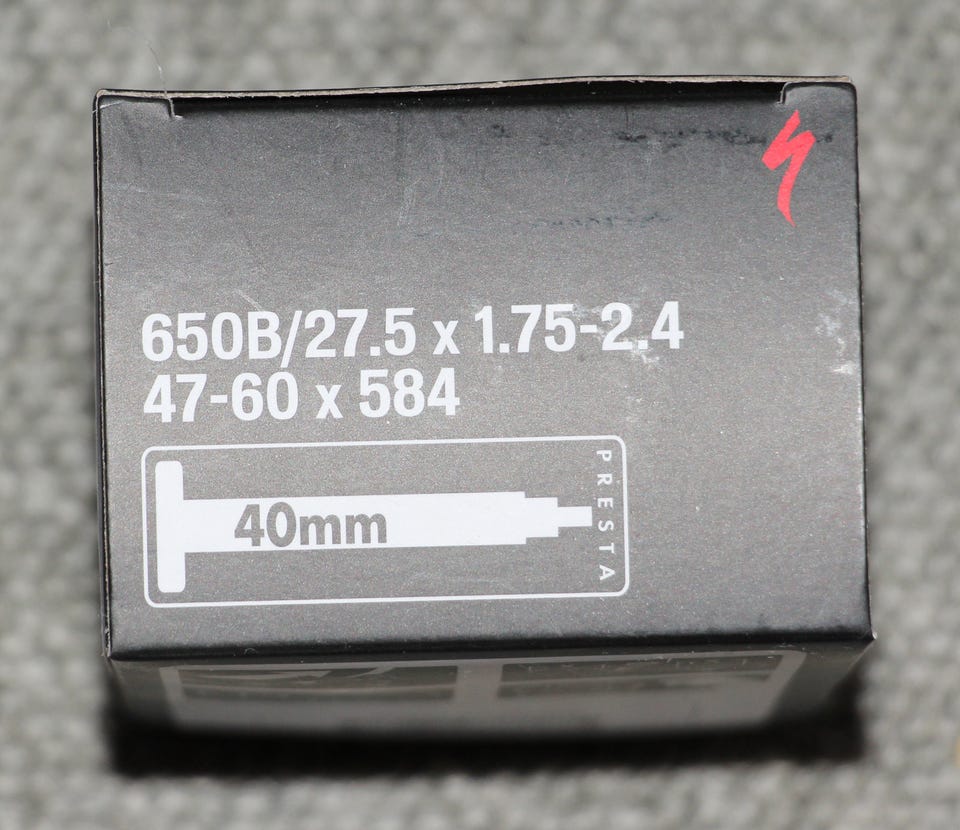 650B/27.5 x 1.75-2.4
47-60 x 584
40mm
PRESTA